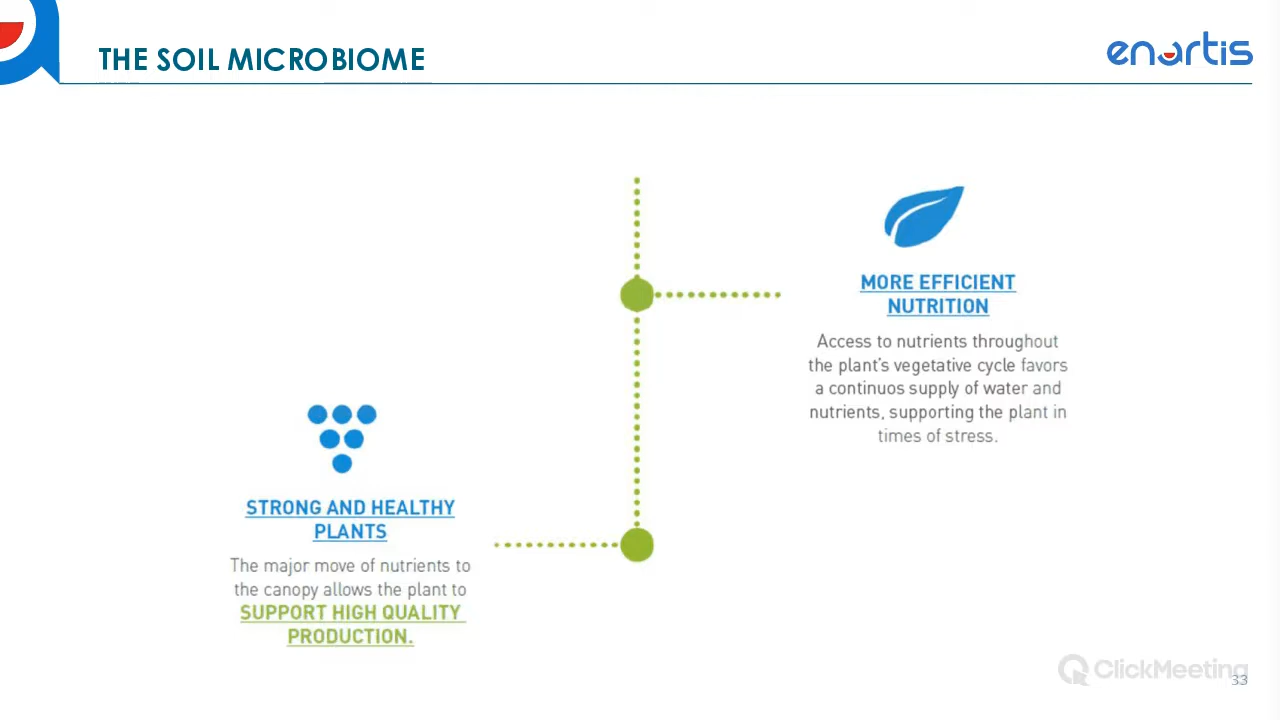 THE SOIL MICROBIOME
enartis
MORE EFFICIENT
NUTRITION
Access to nutrients throughout
the plant's vegetative cycle favors
a continuos supply of water and
nutrients, supporting the plant in
times of stress.
STRONG AND HEALTHY
PLANTS
The major move of nutrients to
the canopy allows the plant to
SUPPORT HIGH QUALITY
PRODUCTION.
ClickMeeting
33